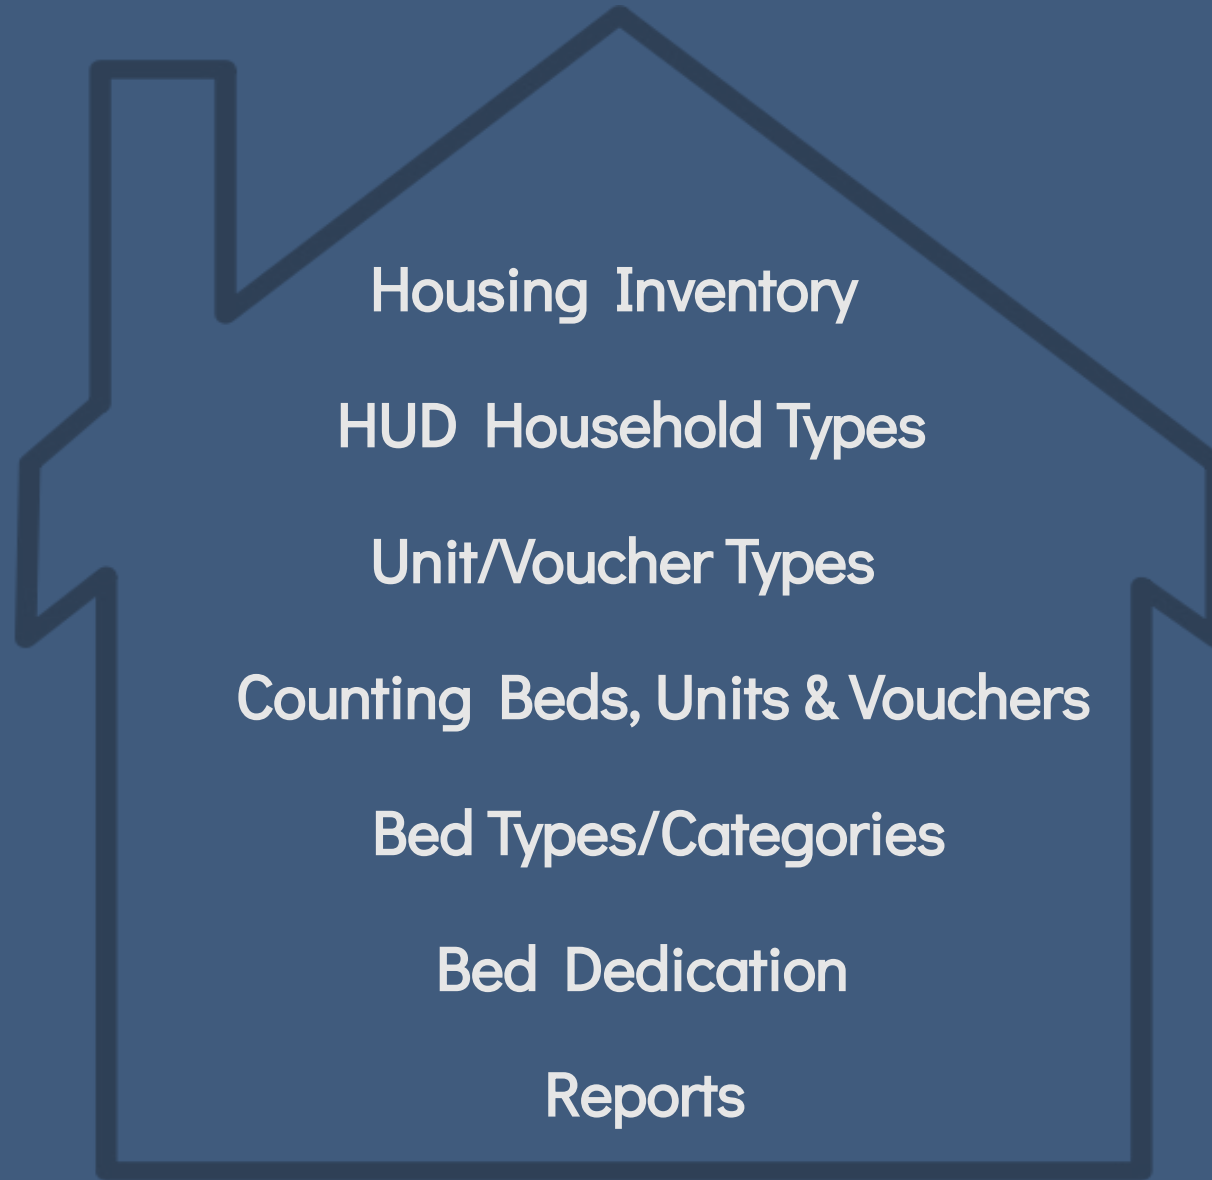 Housing Inventory
HUD Household Types
Unit/Voucher Types
Counting Beds, Units & Vouchers
Bed Types/Categories
Bed Dedication
Reports